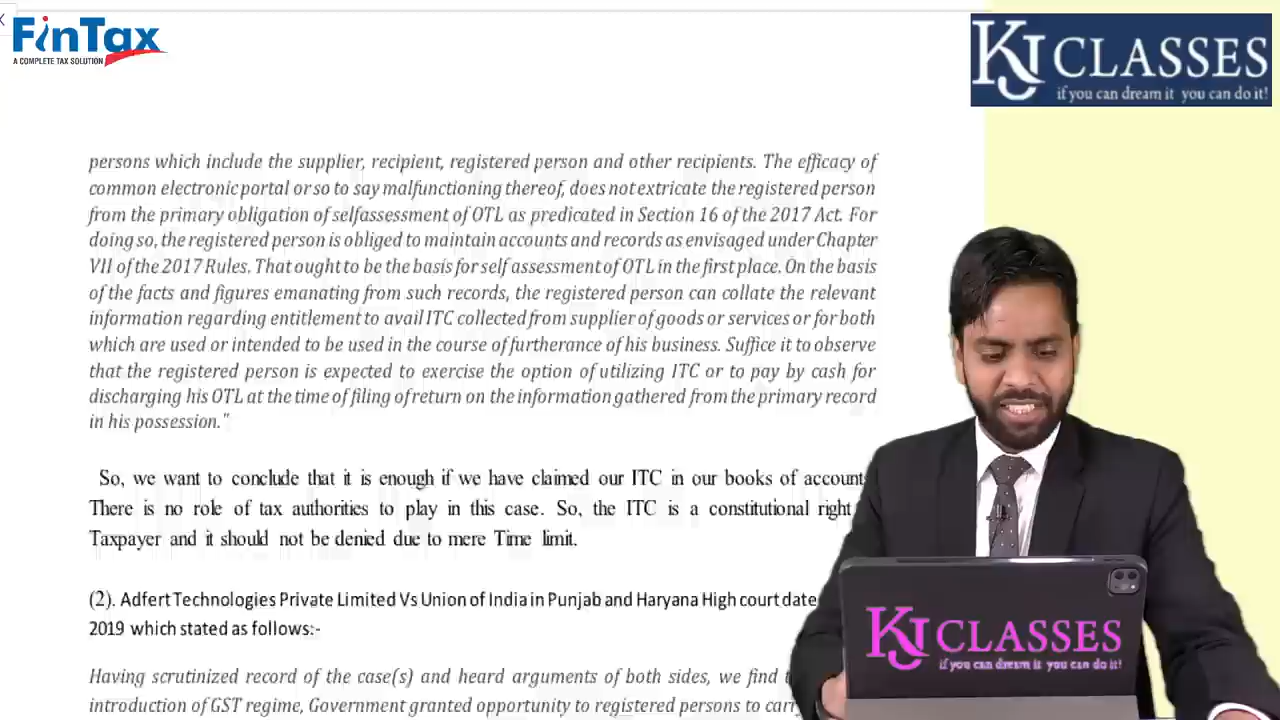 FinTax
A COMPLETE TAX SOLUTION
KJ CLASSES
if you can dream it you can do it!
persons which include the supplier, recipient, registered person and other recipients. The efficacy of
common electronic portal or so to say malfunctioning thereof, does not extricate the registered person
from the primary obligation of selfassessment of OTL as predicated in Section 16 of the 2017 Act. For
doing so, the registered person is obliged to maintain accounts and records as envisaged under Chapter
VII of the 2017 Rules. That ought to be the basis for self assessment of OTL in the first place. On the basis
of the facts and figures emanating from such records, the registered person can collate the relevant
information regarding entitlement to avail ITC collected from supplier of goods or services or for both
which are used or intended to be used in the course of furtherance of his business. Suffice it to observe
that the registered person is expected to exercise the option of utilizing ITC or to pay by cash for
discharging his OTL at the time of filing of return on the information gathered from the primary record
in his possession."
So, we want to conclude that it is enough if we have claimed our ITC in our books of account
There is no role of tax authorities to play in this case. So, the ITC is a constitutional right
Taxpayer and it should not be denied due to mere Time limit.
(2). Adfert Technologies Private Limited Vs Union of India in Punjab and Haryana High court date
2019 which stated as follows:-
Having scrutinized record of the case(s) and heard arguments of both sides, we find
introduction of GST regime, Government granted opportunity to registered persons to carry
KJ CLASSES
if you can dream it you can do it!